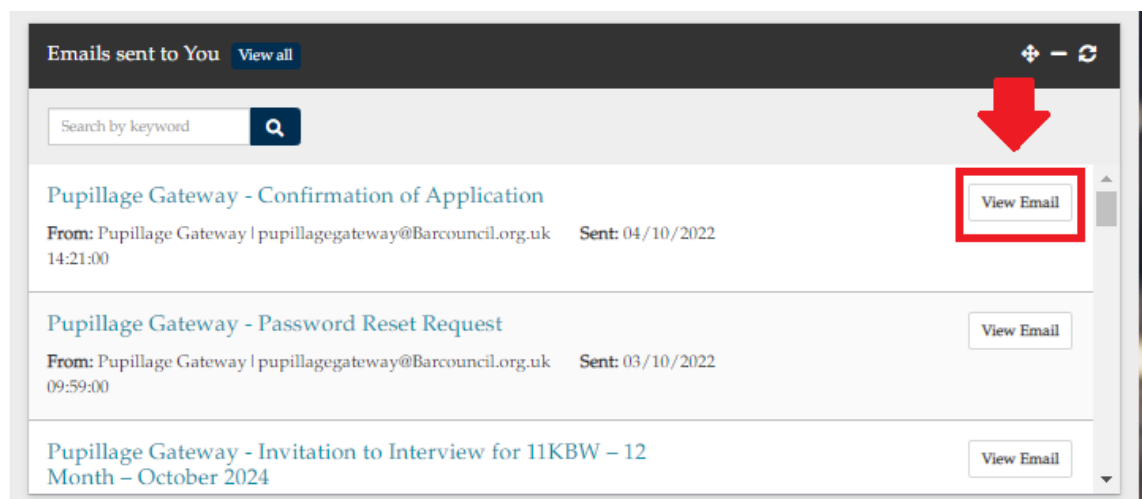 Emails sent to You View all
Search by keyword
Pupillage Gateway - Confirmation of Application
View Email
From: Pupillage Gateway | pupillagegateway@Barcouncil.org.uk Sent: 04/10/2022
14:21:00
Pupillage Gateway - Password Reset Request
View Email
From: Pupillage Gateway | pupillagegateway@Barcouncil.org.uk Sent: 03/10/2022
09:59:00
Pupillage Gateway - Invitation to Interview for 11KBW – 12
View Email
Month – October 2024